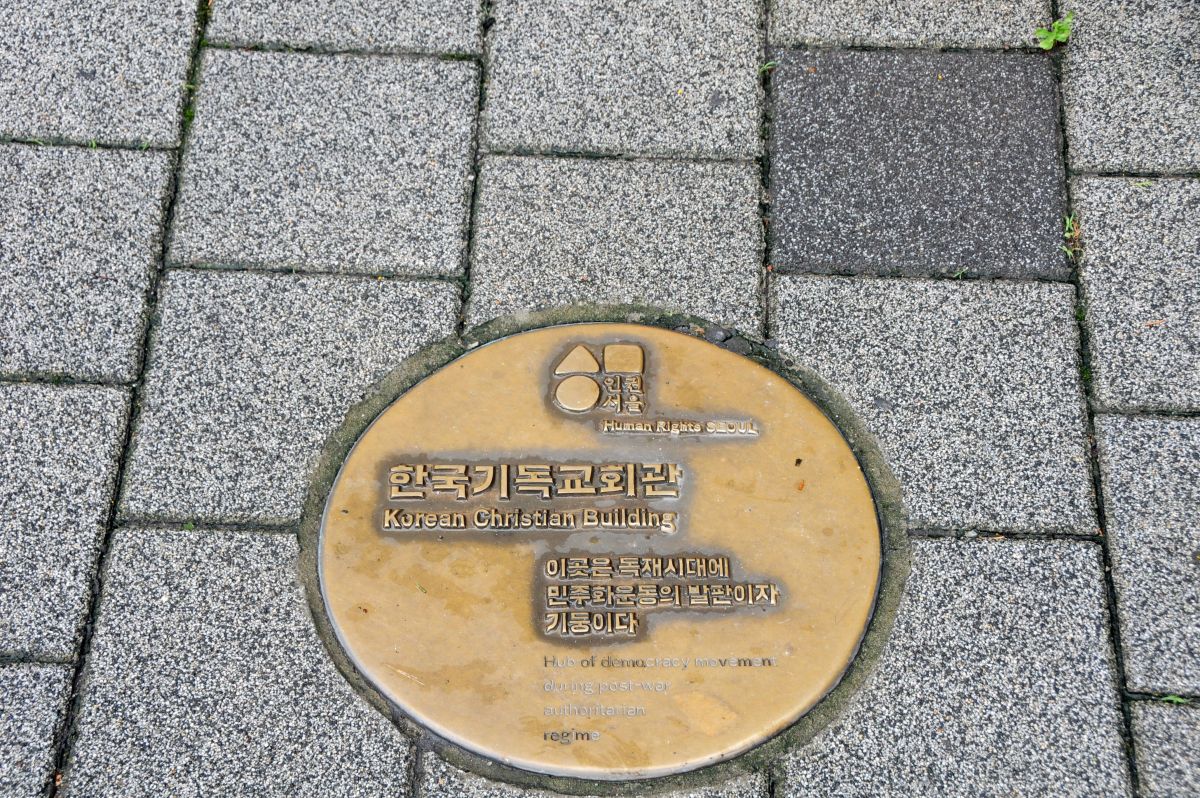 인권
서울
Human Rights SEOUL
한국기독교회관
Korean Christian Building
이곳은 독재시대에
민주화운동의 발판이자
기둥이다
Hub of democracy movement
during post-war
authoritarian
regime